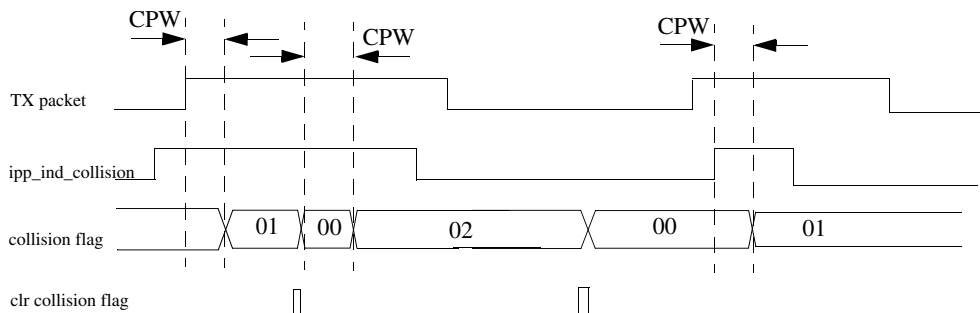 CPW
CPW
CPW
TX packet
ipp_ind_collision
collision flag
01
00
02
00
01
clr collision flag